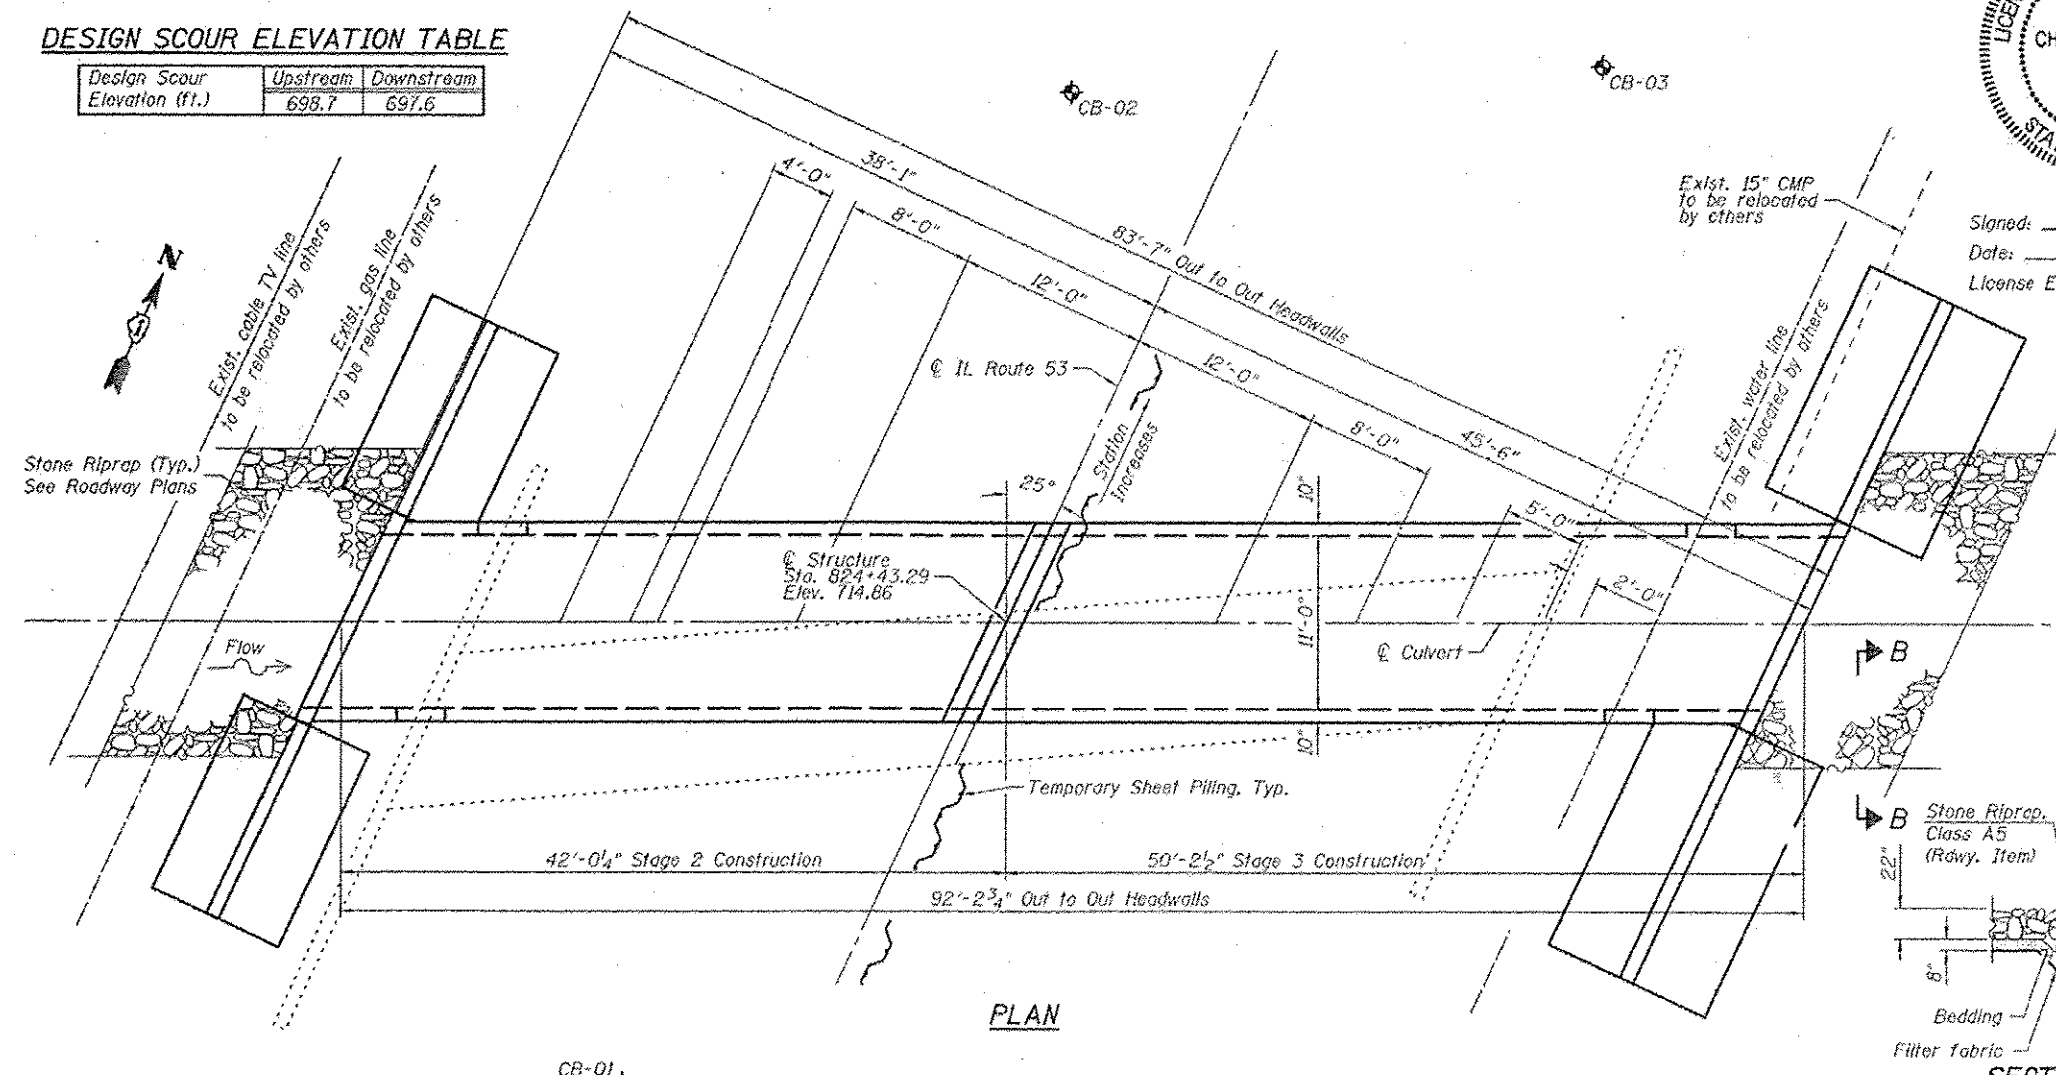 DESIGN SCOUR ELEVATION TABLE
Design Scour Elevation (ft.)
Upstream
Downstream
698.7
697.6
CB-02
CB-03
LICEN
CH
STA
N
Exist. cable TV line
to be relocated by others
Exist. gas line
to be relocated by others
4'-0"
38'-1"
8'-0"
83'-7" Out to Out Headwalls
12'-0"
℄ IL Route 53
12'-0"
8'-0"
45'-6"
Station
Increases
Exist. 15" CMP
to be relocated
by others
Signed:
Date:
License E
Exist. water line
to be relocated by others
Stone Riprap (Typ.)
See Roadway Plans
25°
10"
5'-0"
℄ Structure
Sta. 824+43.29
Elev. 714.86
2'-0"
11'-0"
Flow
℄ Culvert
B
10"
Temporary Sheet Piling, Typ.
B
Stone Riprap,
Class A5
(Rdwy. Item)
42'-0¼" Stage 2 Construction
50'-2½" Stage 3 Construction
92'-2¾" Out to Out Headwalls
22"
8"
PLAN
Bedding
Filter fabric
CB-01
SECT